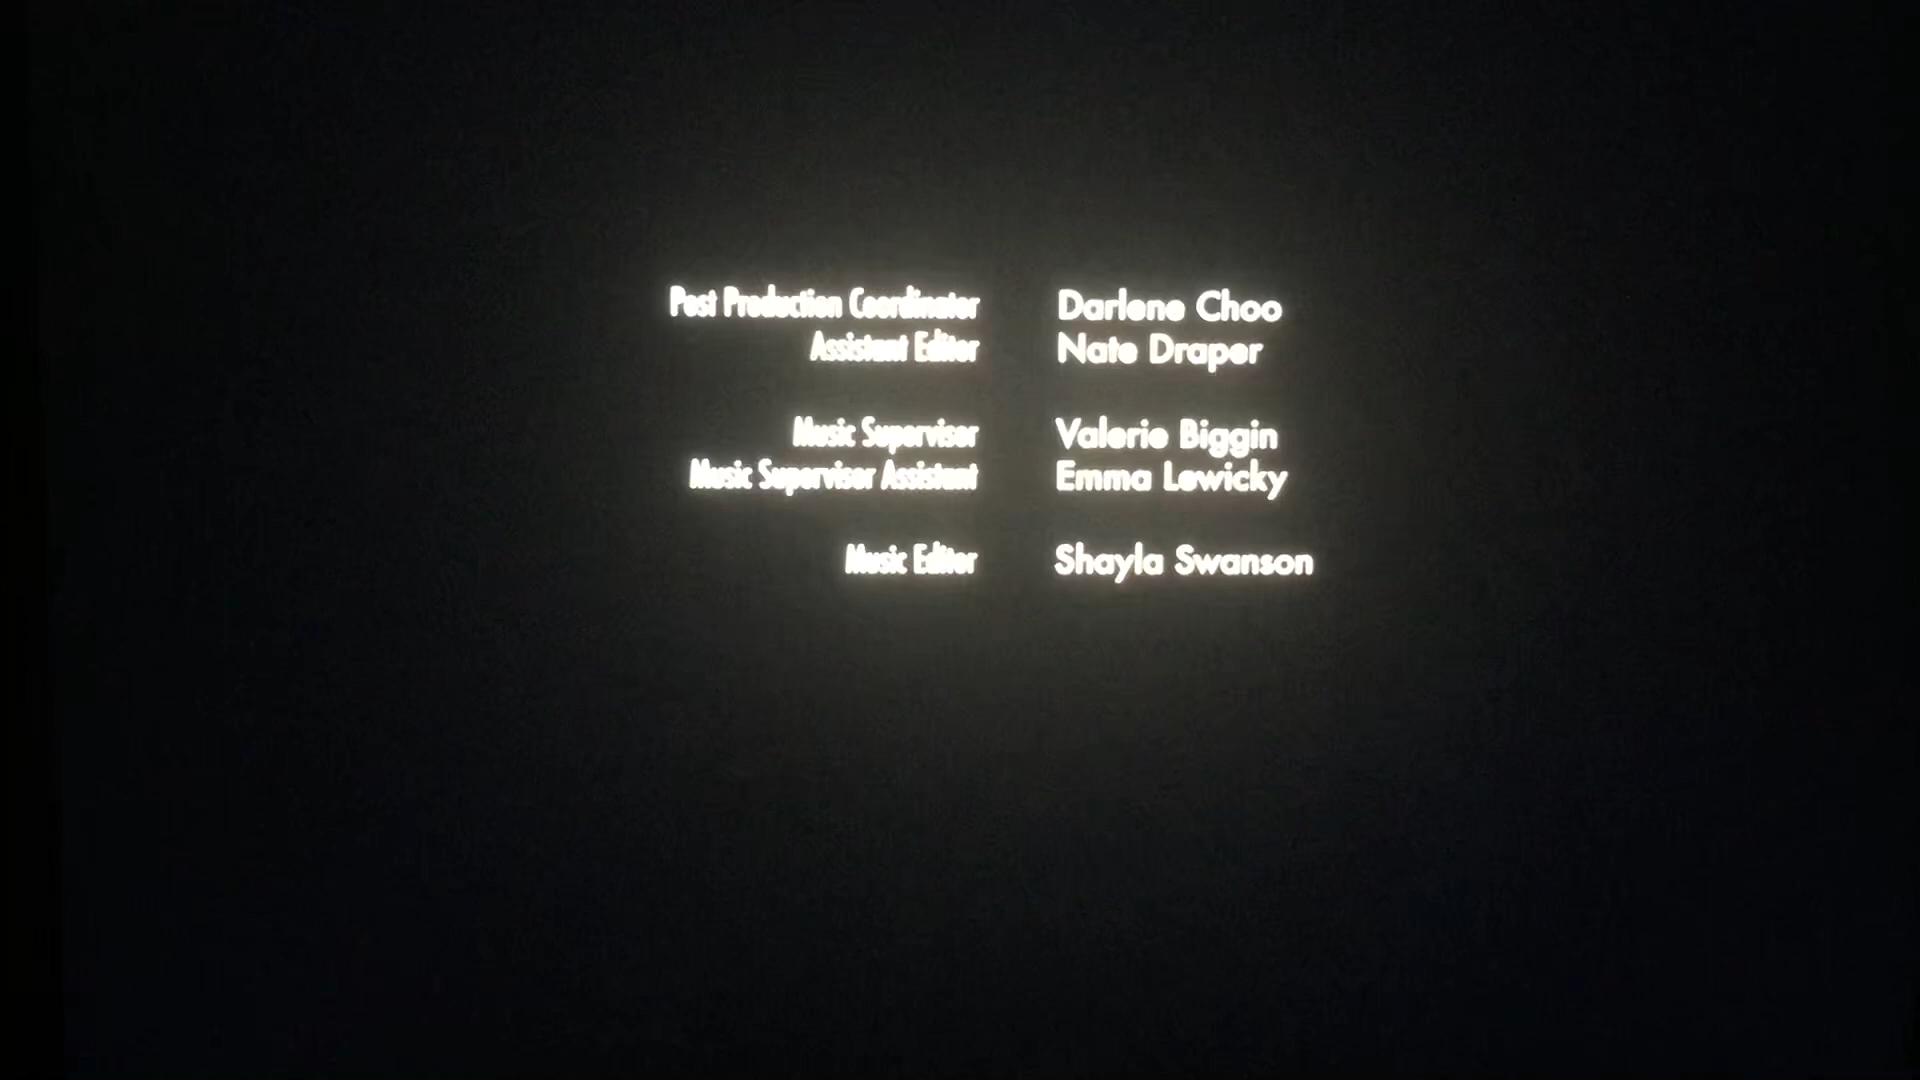 Post Production Coordinator Darlene Choo
Assistant Editor Nate Draper
Music Supervisor Valerie Biggin
Music Supervisor Assistant Emma Lewicky
Music Editor Shayla Swanson